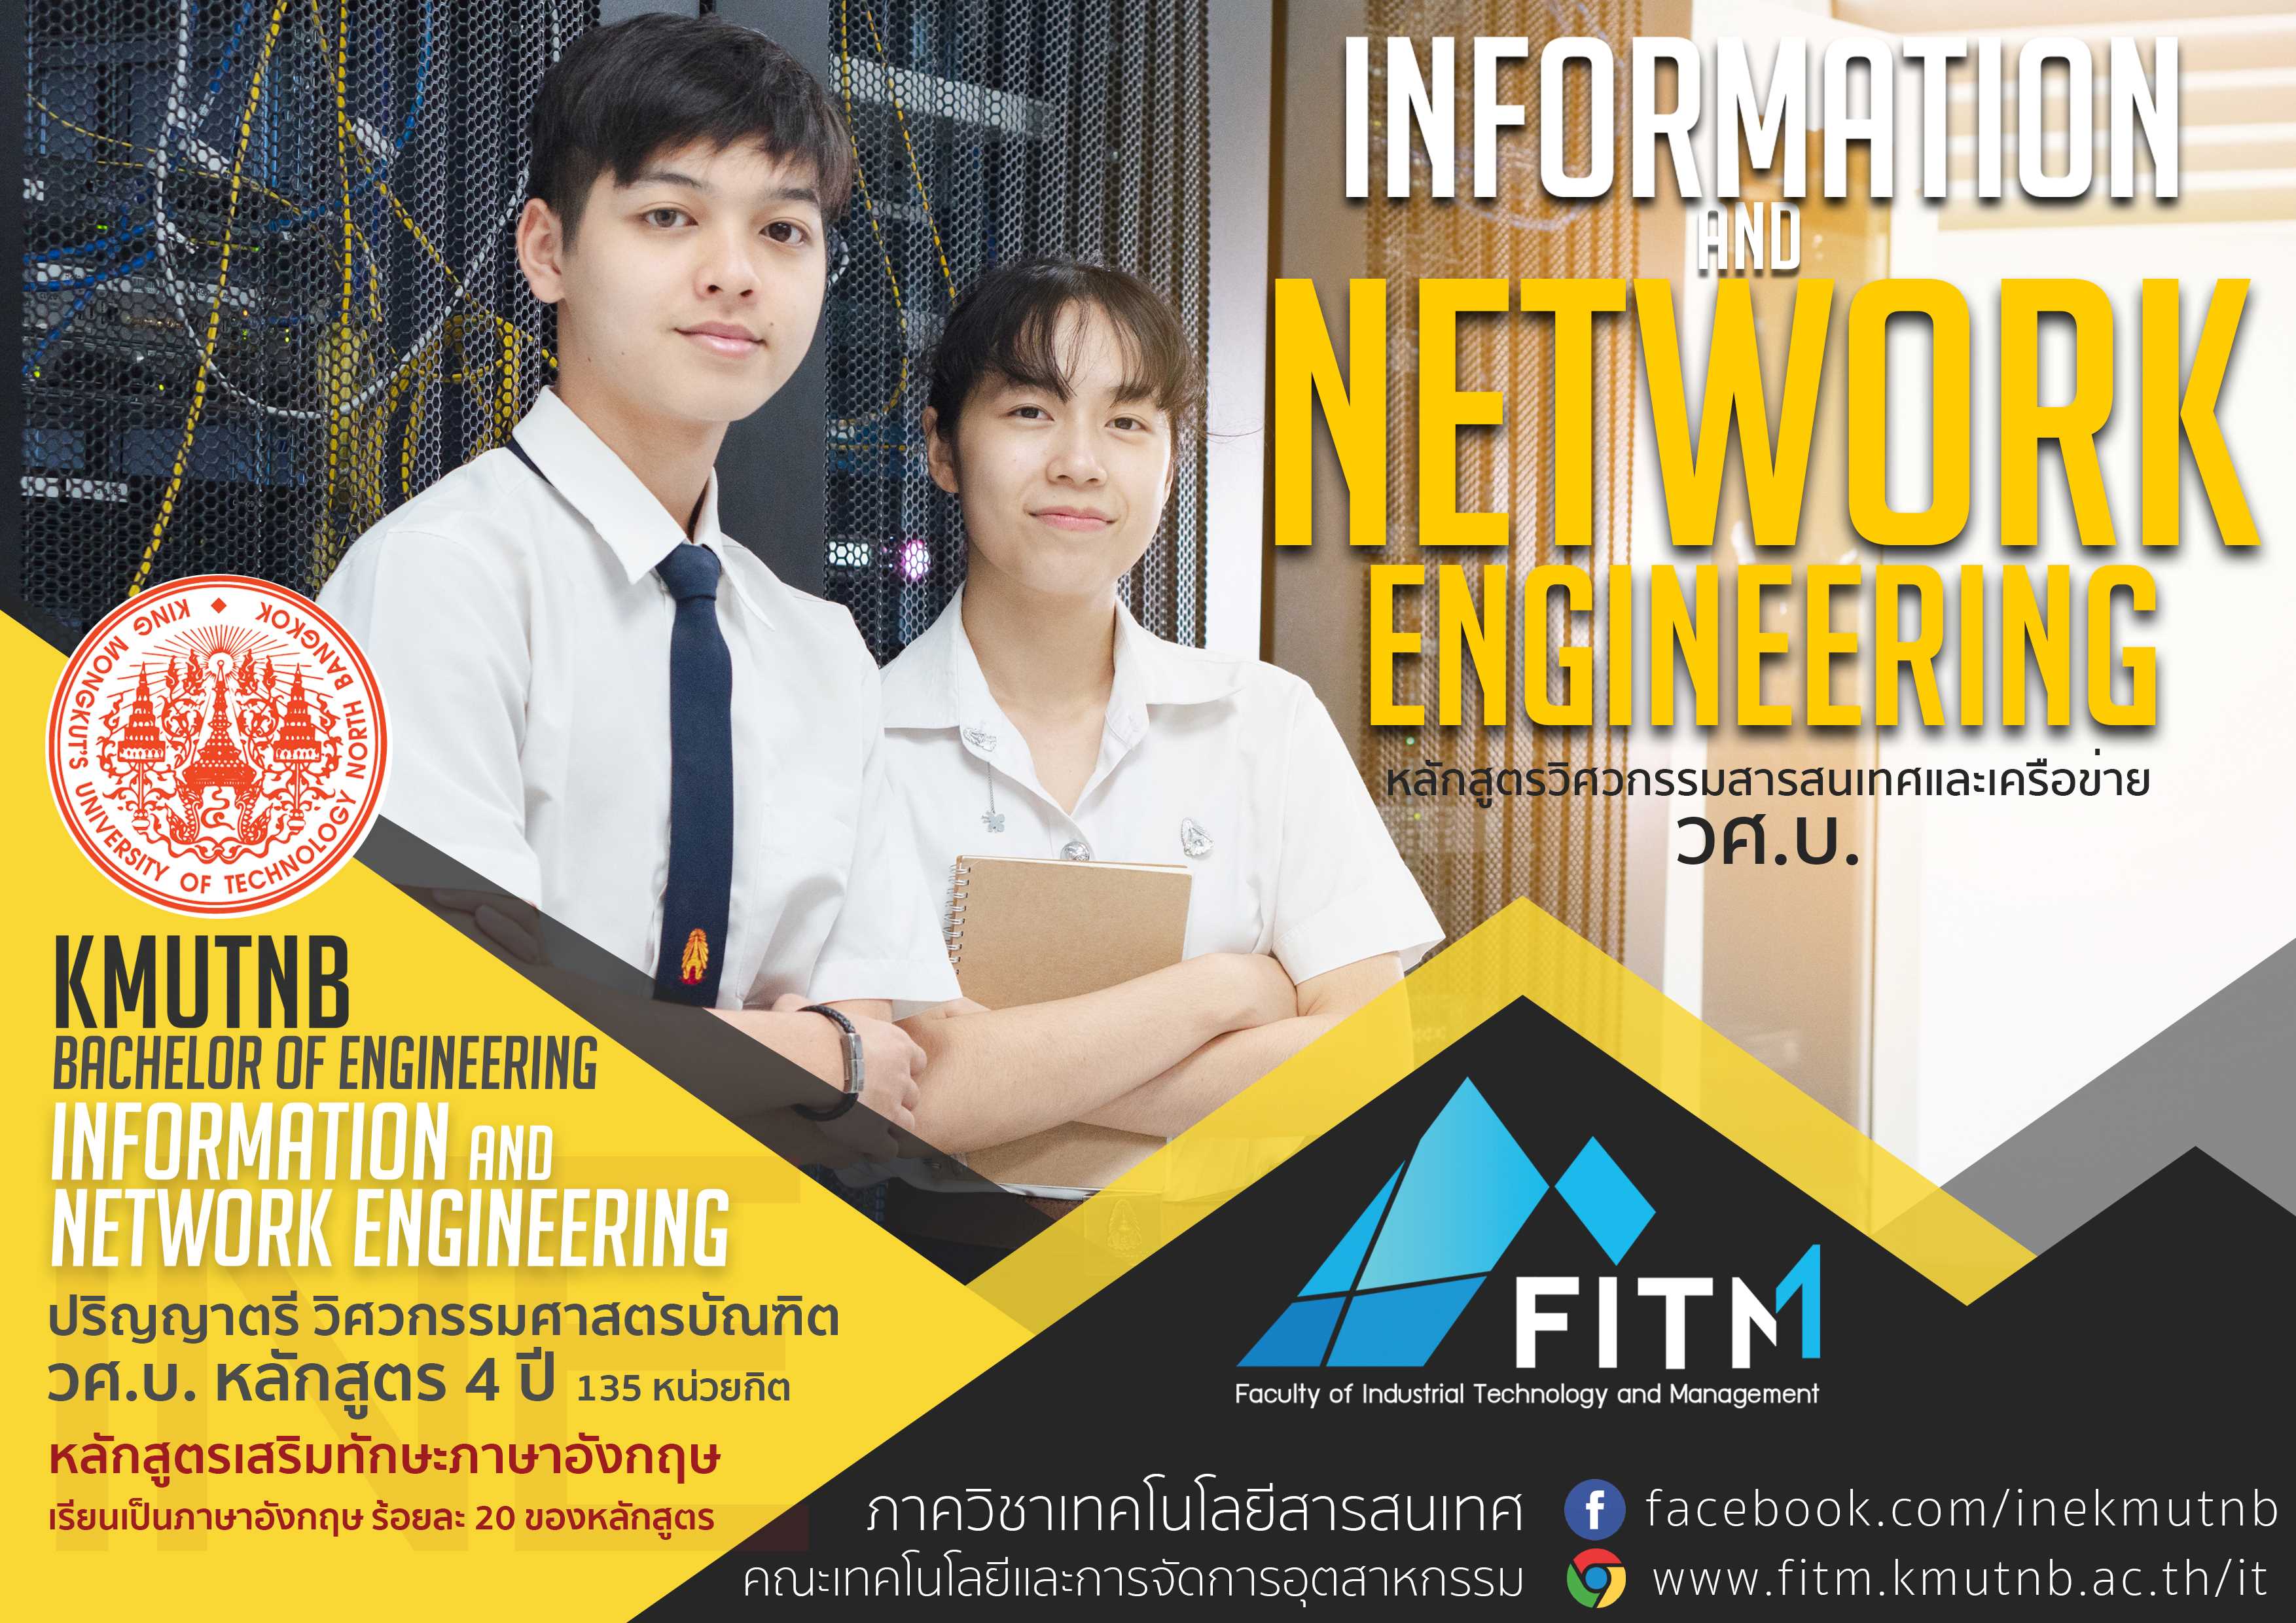 INFORMATION
AND
NETWORK
ENGINEERING
หลักสูตรวิศวกรรมสารสนเทศและเครือข่าย
วศ.บ.
KING MONGKUT'S UNIVERSITY OF TECHNOLOGY NORTH BANGKOK
KMUTNB
BACHELOR OF ENGINEERING
INFORMATION AND
NETWORK ENGINEERING
ปริญญาตรี วิศวกรรมศาสตรบัณฑิต
วศ.บ. หลักสูตร 4 ปี 135 หน่วยกิต
หลักสูตรเสริมทักษะภาษาอังกฤษ
เรียนเป็นภาษาอังกฤษ ร้อยละ 20 ของหลักสูตร
INE
FITM
Faculty of Industrial Technology and Management
ภาควิชาเทคโนโลยีสารสนเทศ
คณะเทคโนโลยีและการจัดการอุตสาหกรรม
facebook.com/inekmutnb
www.fitm.kmutnb.ac.th/it